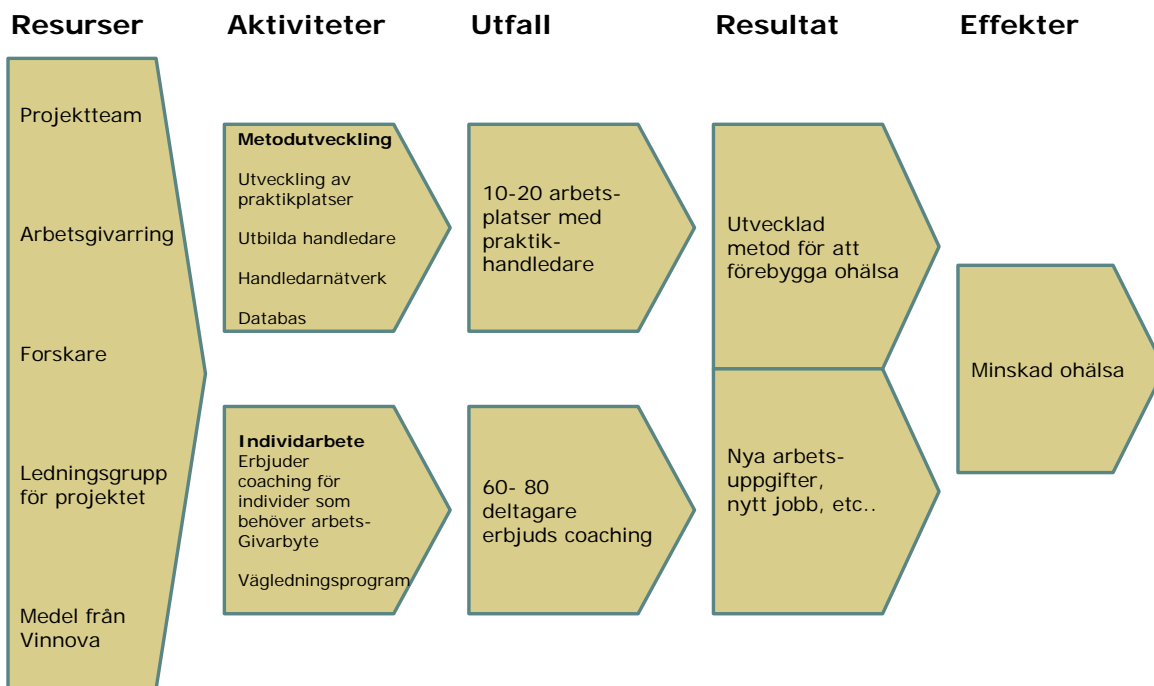 Resurser
Aktiviteter
Utfall
Resultat
Effekter
Projektteam
Arbetsgivarring
Forskare
Ledningsgrupp
för projektet
Medel från
Vinnova
Metodutveckling
Utveckling av
praktikplatser
Utbilda handledare
Handledarnätverk
Databas
Individarbete
Erbjuder
coaching för
individer som
behöver arbets-
Givarbyte
Vägledningsprogram
10-20 arbets-
platser med
praktik-
handledare
60- 80
deltagare
erbjuds coaching
Utvecklad
metod för att
förebygga ohälsa
Nya arbets-
uppgifter,
nytt jobb, etc..
Minskad ohälsa